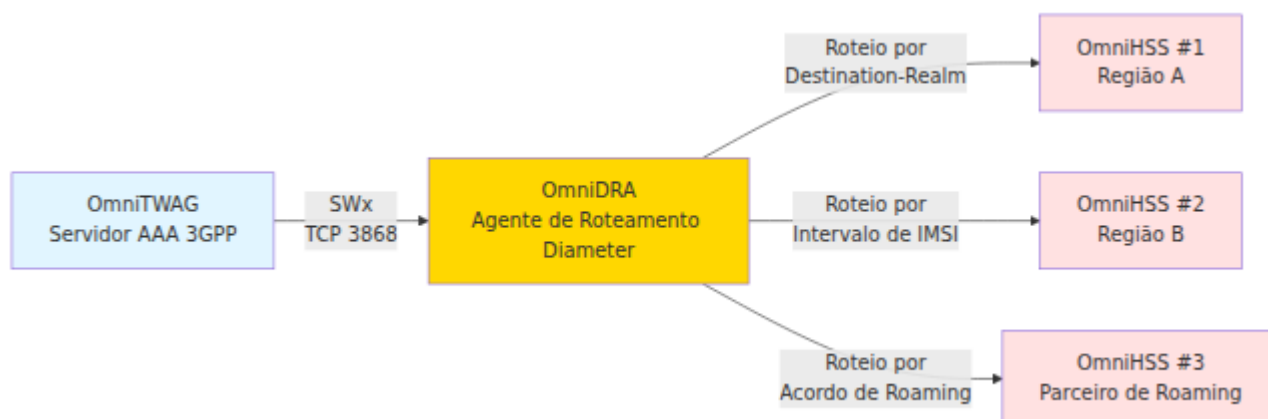 OmniTWAG
Servidor AAA 3GPP
SWx
TCP 3868
OmniDRA
Agente de Roteamento
Diameter
Roteio por
Destination-Realm
OmniHSS #1
Região A
Roteio por
Intervalo de IMSI
OmniHSS #2
Região B
Roteio por
Acordo de Roaming
OmniHSS #3
Parceiro de Roaming